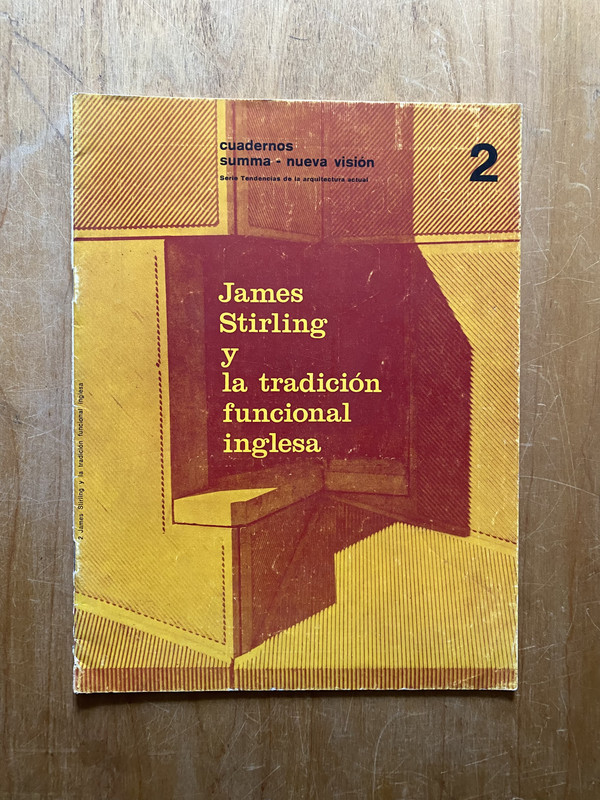 cuadernos
summa - nueva visión
Serie Tendencias de la arquitectura actual
2
James
Stirling
y
la tradición
funcional
inglesa
2 James Stirling y la tradición funcional inglesa